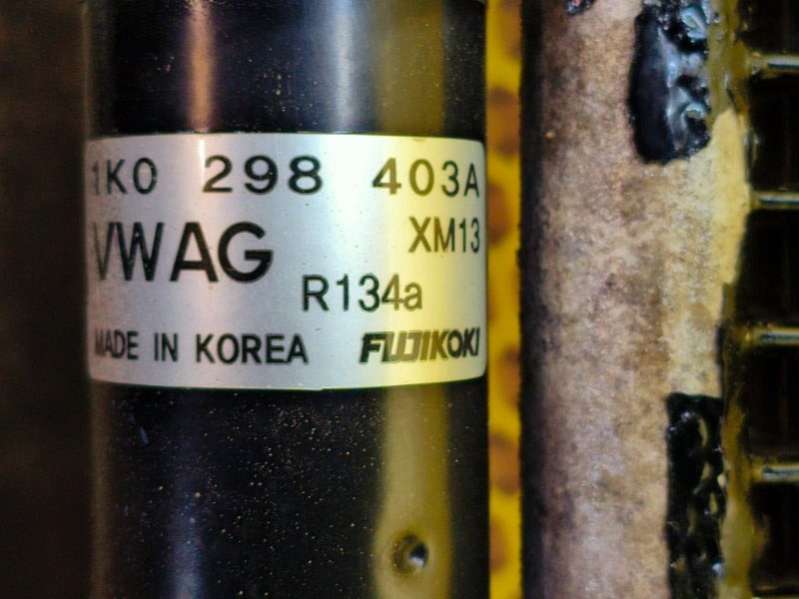 1K0 298 403A
VWAG XM13
R134a
MADE IN KOREA FUJIKOKI